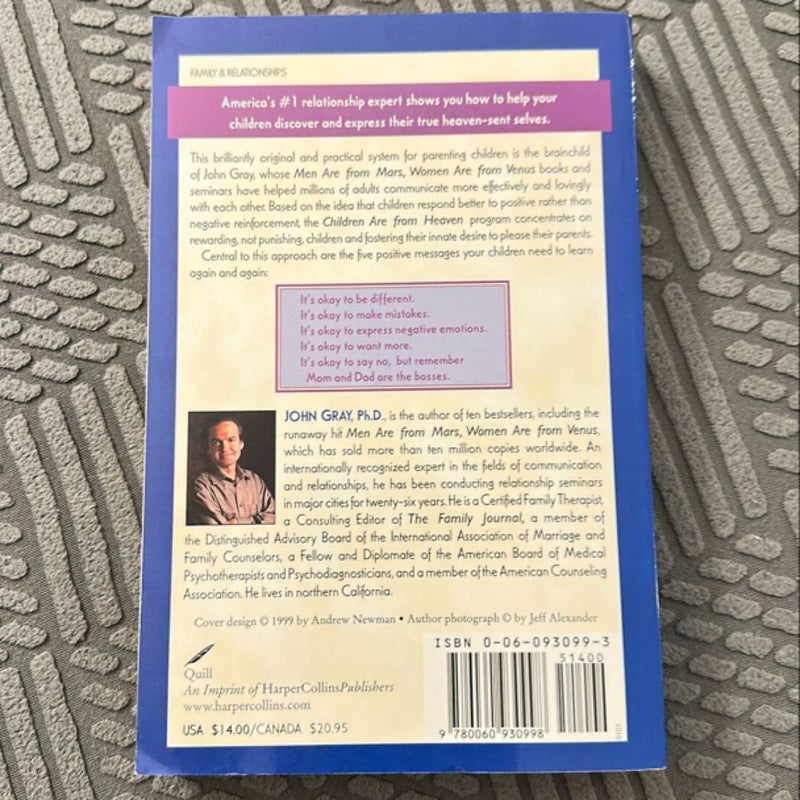 FAMILY & RELATIONSHIPS
America's #1 relationship expert shows you how to help your
children discover and express their true heaven-sent selves.
This brilliantly original and practical system for parenting children is the brainchild
of John Gray, whose Men Are from Mars, Women Are from Venus books and
seminars have helped millions of adults communicate more effectively and lovingly
with each other. Based on the idea that children respond better to positive rather than
negative reinforcement, the Children Are from Heaven program concentrates on
rewarding, not punishing, children and fostering their innate desire to please their parents.
Central to this approach are the five positive messages your children need to learn
again and again:
It's okay to be different.
It's okay to make mistakes.
It's okay to express negative emotions.
It's okay to want more.
It's okay to say no, but remember
Mom and Dad are the bosses.
JOHN GRAY, Ph.D., is the author of ten bestsellers, including the
runaway hit Men Are from Mars, Women Are from Venus,
which has sold more than ten million copies worldwide. An
internationally recognized expert in the fields of communication
and relationships, he has been conducting relationship seminars
in major cities for twenty-six years. He is a Certified Family Therapist,
a Consulting Editor of The Family Journal, a member of
the Distinguished Advisory Board of the International Association of Marriage and
Family Counselors, a Fellow and Diplomate of the American Board of Medical
Psychotherapists and Psychodiagnosticians, and a member of the American Counseling
Association. He lives in northern California.
Cover design © 1999 by Andrew Newman • Author photograph © by Jeff Alexander
Quill
An Imprint of HarperCollinsPublishers
www.harpercollins.com
USA $14.00/CANADA $20.95
ISBN 0-06-093099-3
51400
9 780060 930998
0101